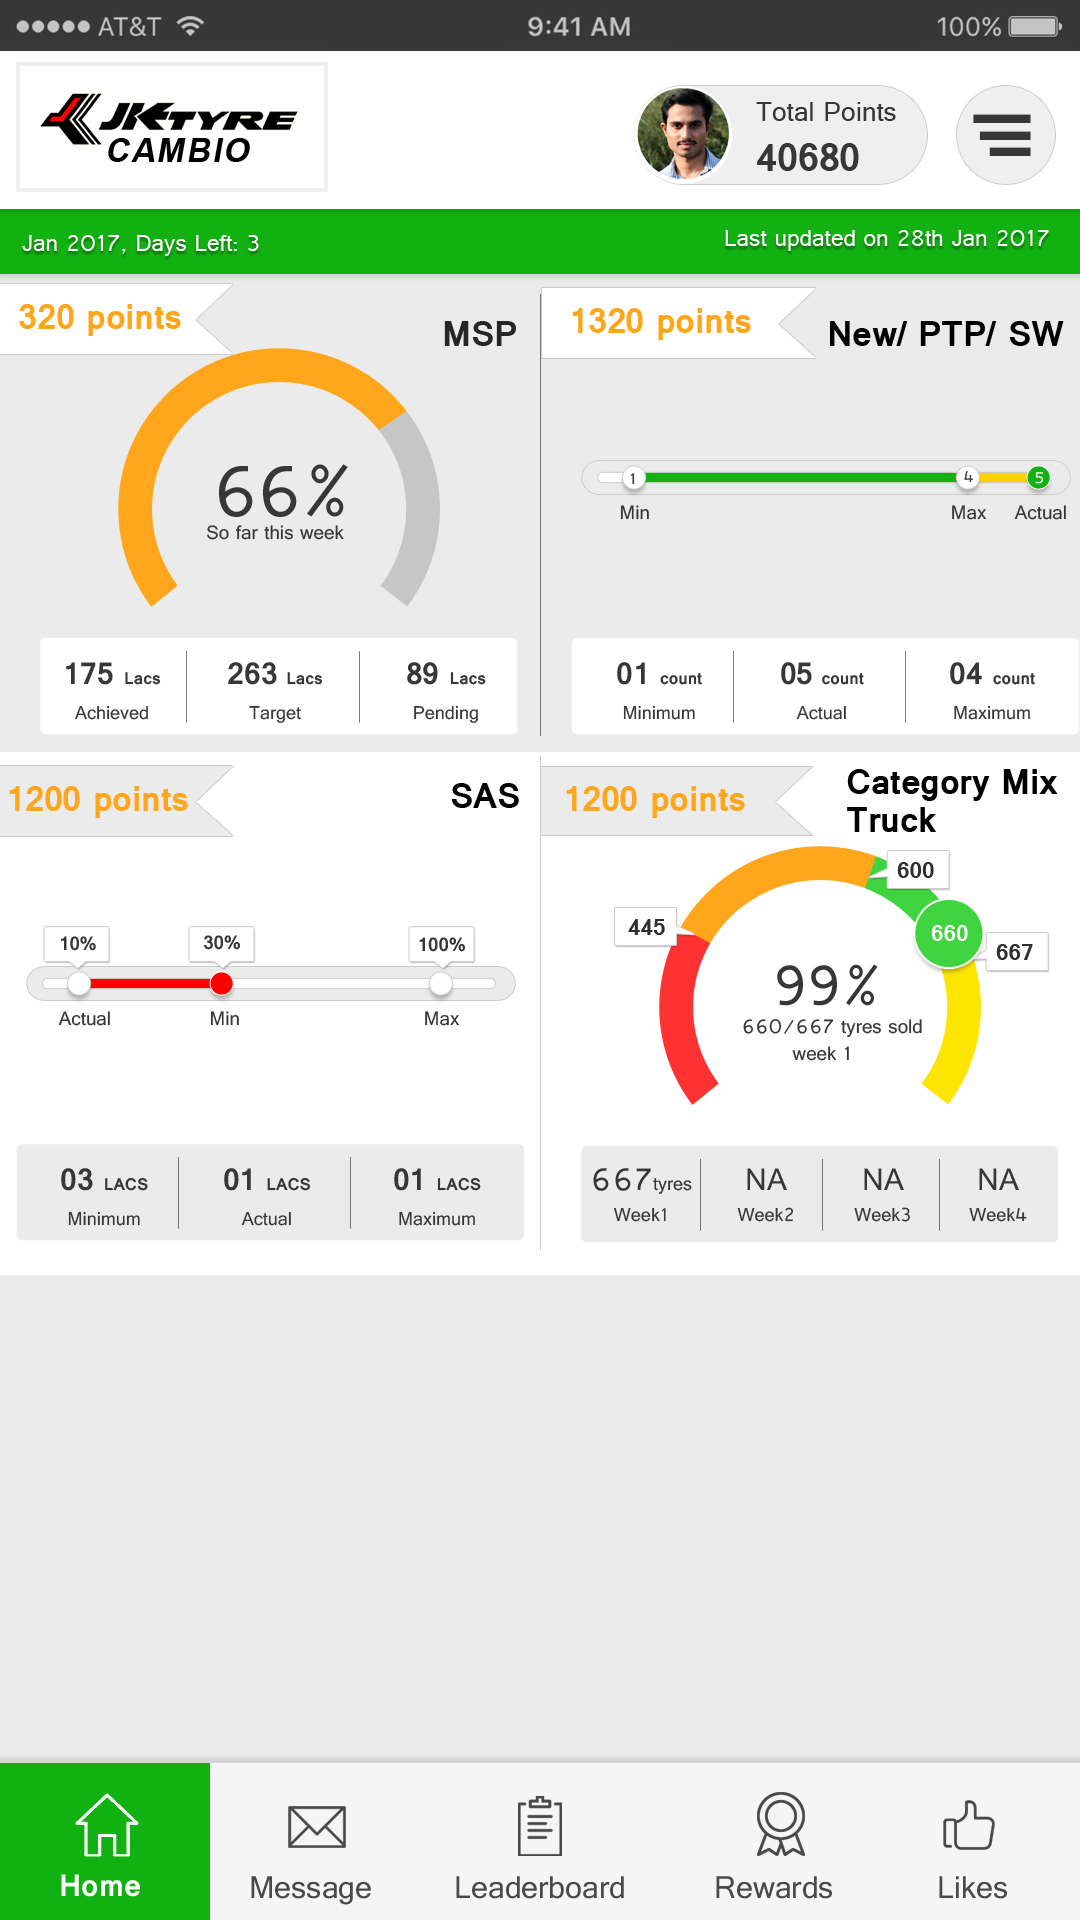 AT&T
9:41 AM
100%
JK TYRE
CAMBIO
Total Points
40680
Jan 2017, Days Left: 3
Last updated on 28th Jan 2017
320 points
MSP
66%
So far this week
175 Lacs
Achieved
263 Lacs
Target
89 Lacs
Pending
1320 points
New/ PTP/ SW
1
4
5
Min
Max
Actual
01 count
Minimum
05 count
Actual
04 count
Maximum
1200 points
SAS
10%
30%
100%
Actual
Min
Max
03 LACS
Minimum
01 LACS
Actual
01 LACS
Maximum
1200 points
Category Mix
Truck
600
445
660
667
99%
660/667 tyres sold
week 1
667tyres
Week1
NA
Week2
NA
Week3
NA
Week4
Home
Message
Leaderboard
Rewards
Likes